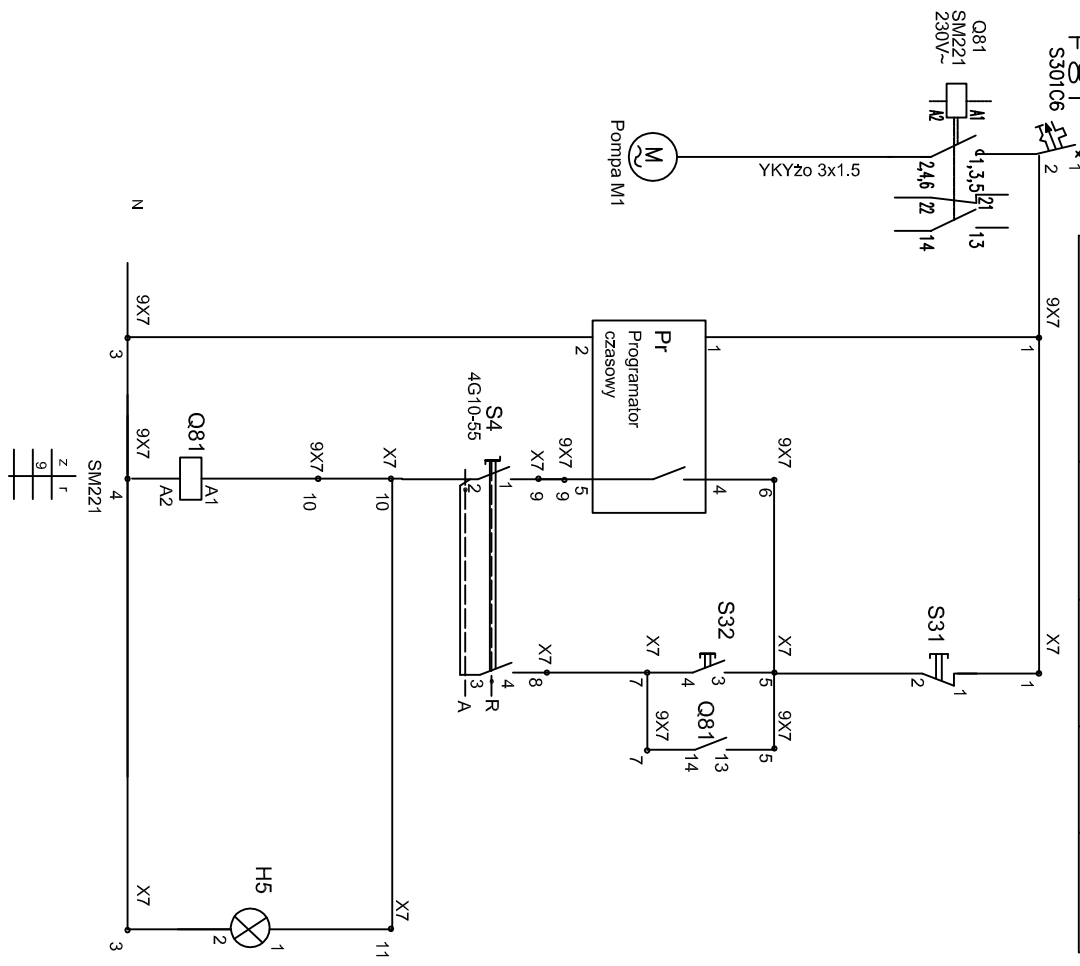 S301C6
1
2
Q81
SM221
230V~
A1
A2
1,3,5
2,4,6
21
22
13
14
YKYżo 3x1.5
M
Pompa M1
9X7
1
X7
1
S31
1
2
Pr
Programator
czasowy
1
2
4
5
9X7
6
X7
5
9X7
5
S32
3
4
Q81
13
14
X7
7
9X7
7
9X7
9
X7
9
X7
8
S4
4G10-55
1
2
4
3
R
A
X7
10
9X7
10
Q81
A1
A2
X7
11
H5
1
2
N
9X7
3
9X7
4
X7
3
SM221
z
r
9